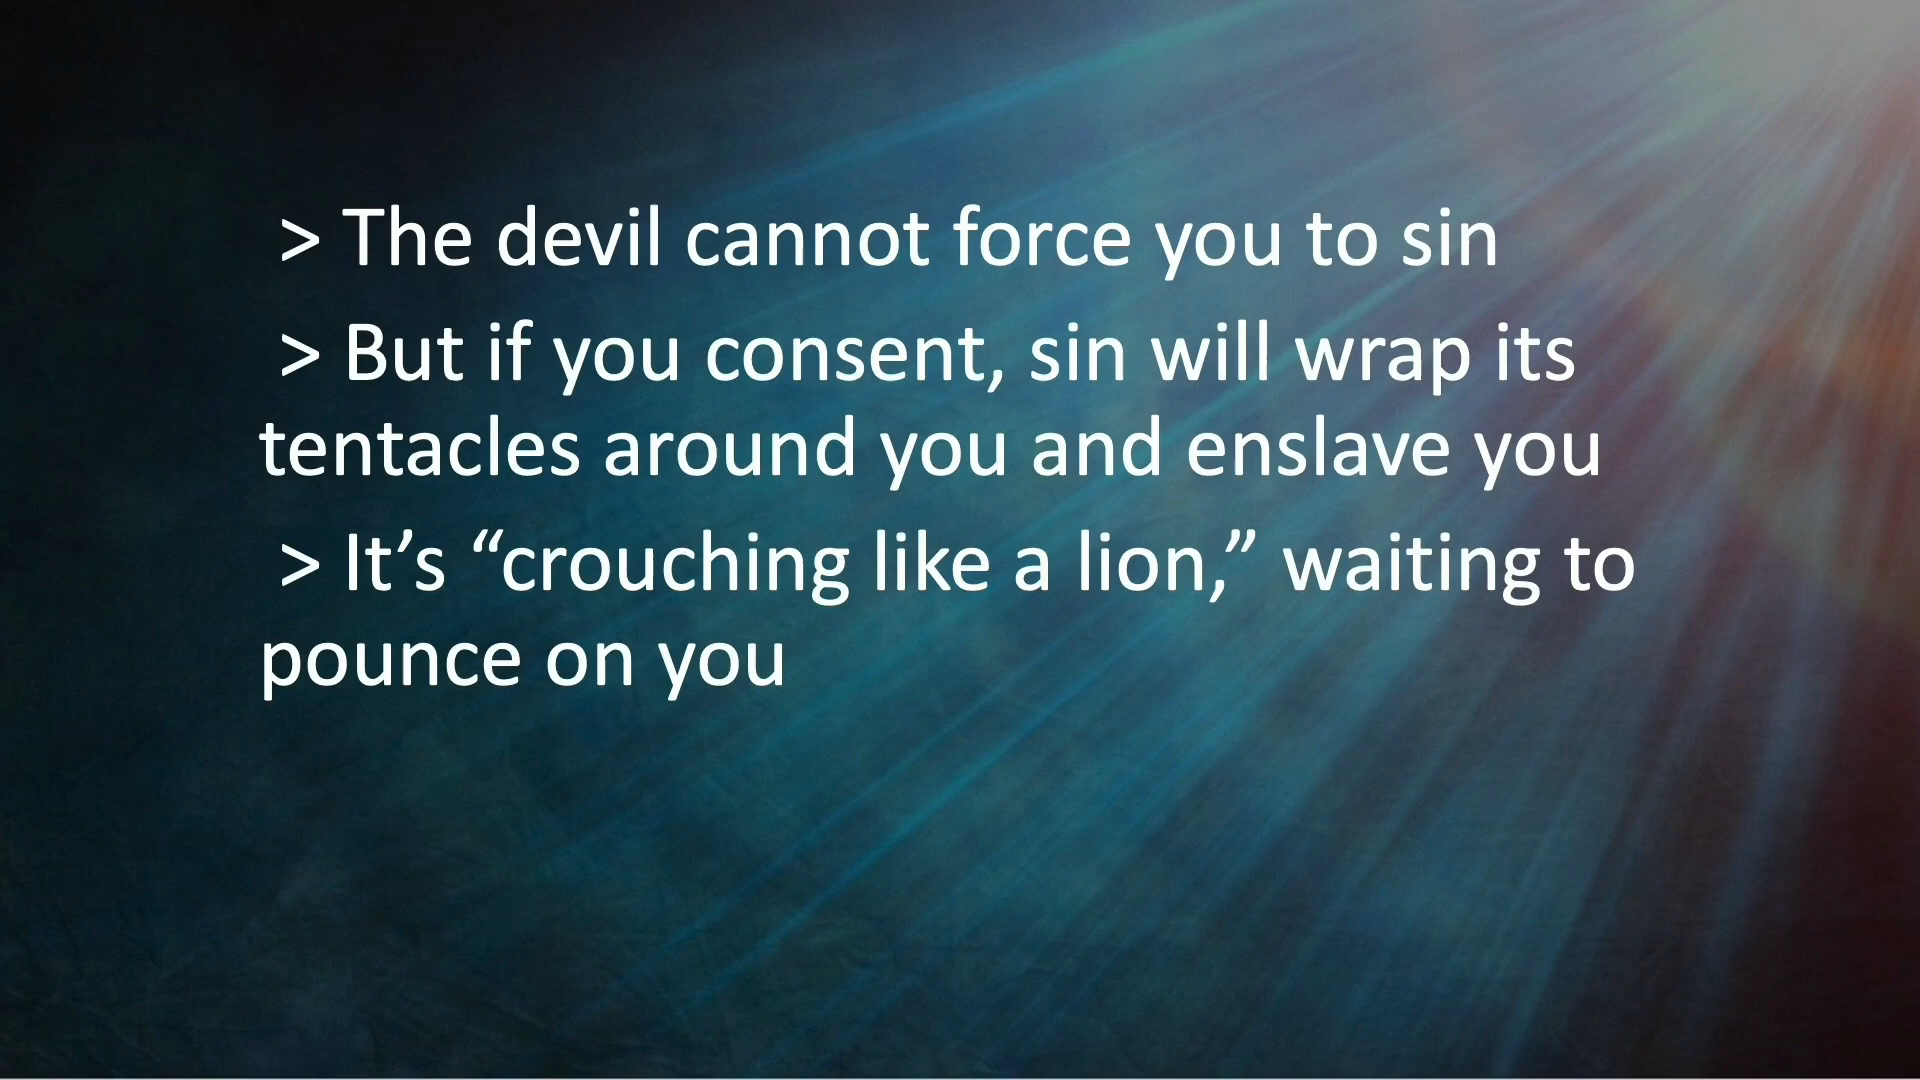 > The devil cannot force you to sin
> But if you consent, sin will wrap its
tentacles around you and enslave you
> It’s “crouching like a lion,” waiting to
pounce on you